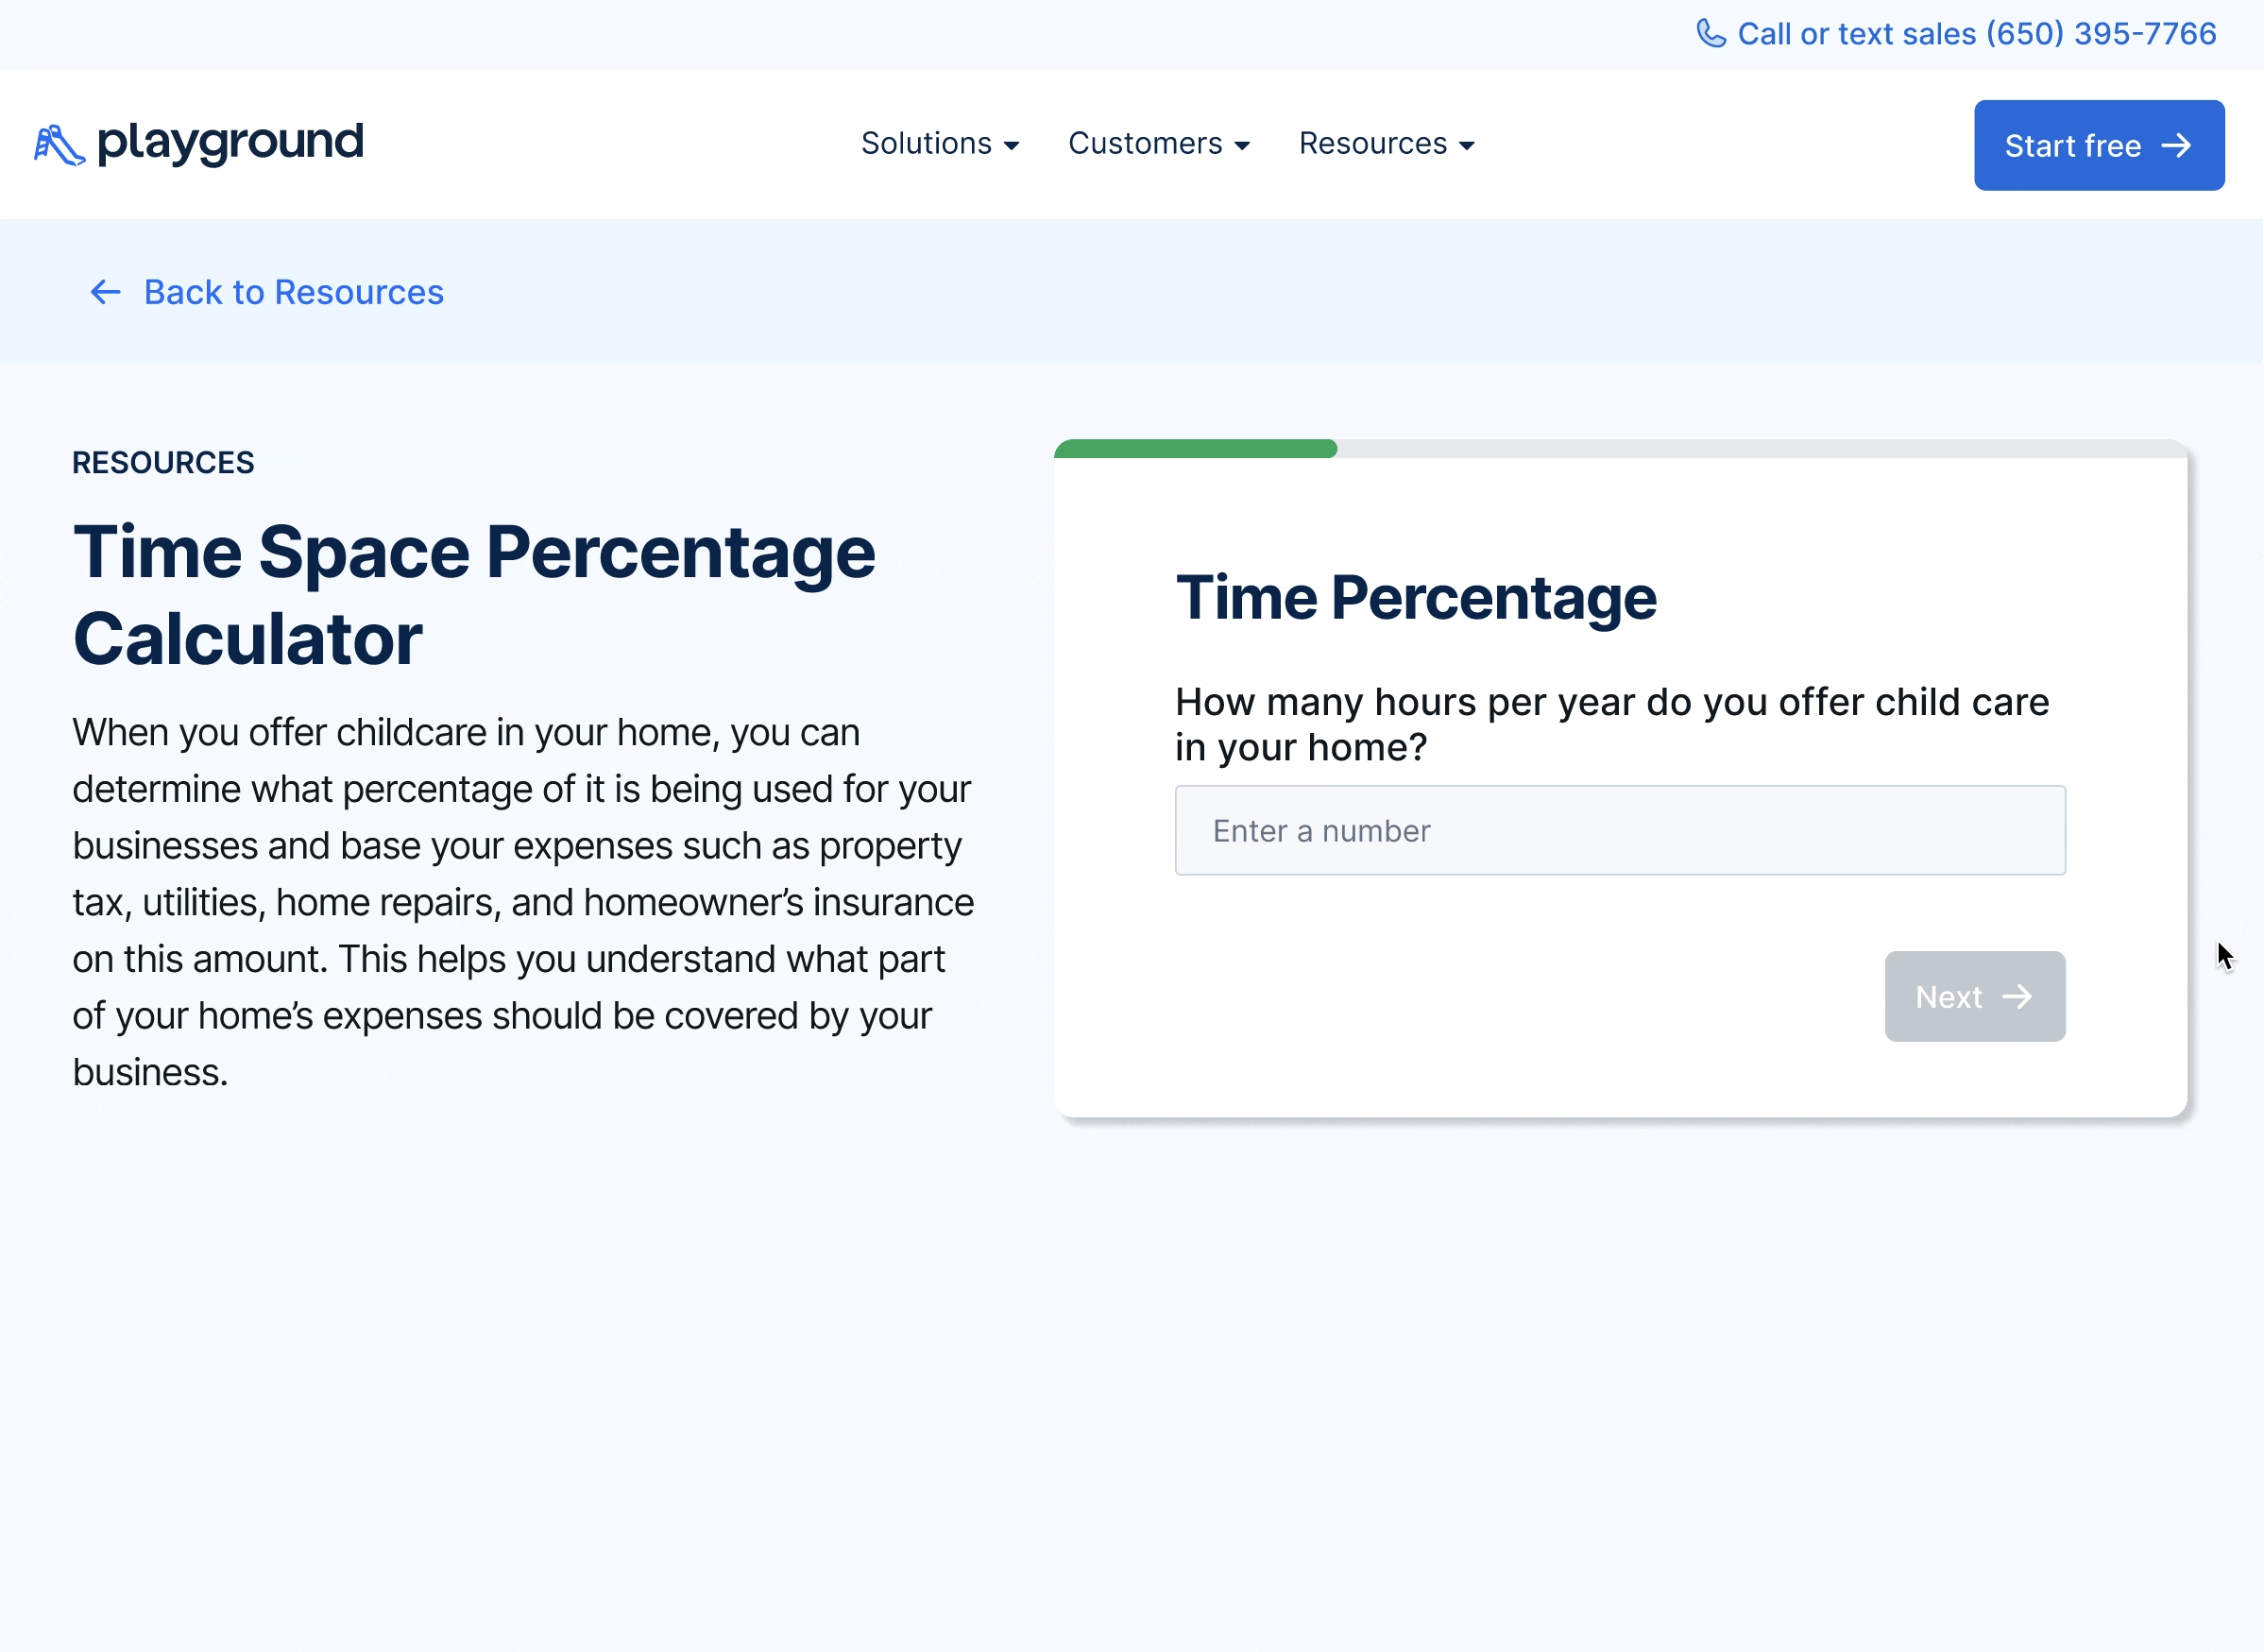 Call or text sales (650) 395-7766
playground
Solutions
Customers
Resources
Start free
Back to Resources
RESOURCES
Time Space Percentage
Calculator
When you offer childcare in your home, you can
determine what percentage of it is being used for your
businesses and base your expenses such as property
tax, utilities, home repairs, and homeowner’s insurance
on this amount. This helps you understand what part
of your home’s expenses should be covered by your
business.
Time Percentage
How many hours per year do you offer child care
in your home?
Enter a number
Next